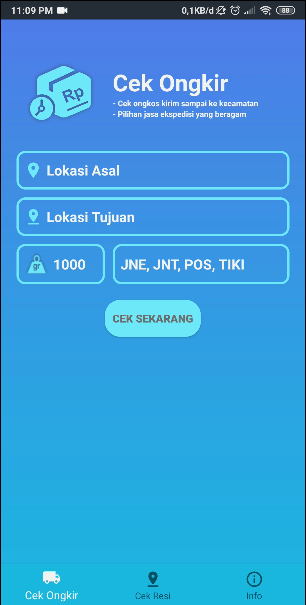 11:09 PM 0,1KB/d 88
Rp
Cek Ongkir
- Cek ongkos kirim sampai ke kecamatan
- Pilihan jasa ekspedisi yang beragam
Lokasi Asal
Lokasi Tujuan
gr 1000 JNE, JNT, POS, TIKI
CEK SEKARANG
Cek Ongkir Cek Resi Info